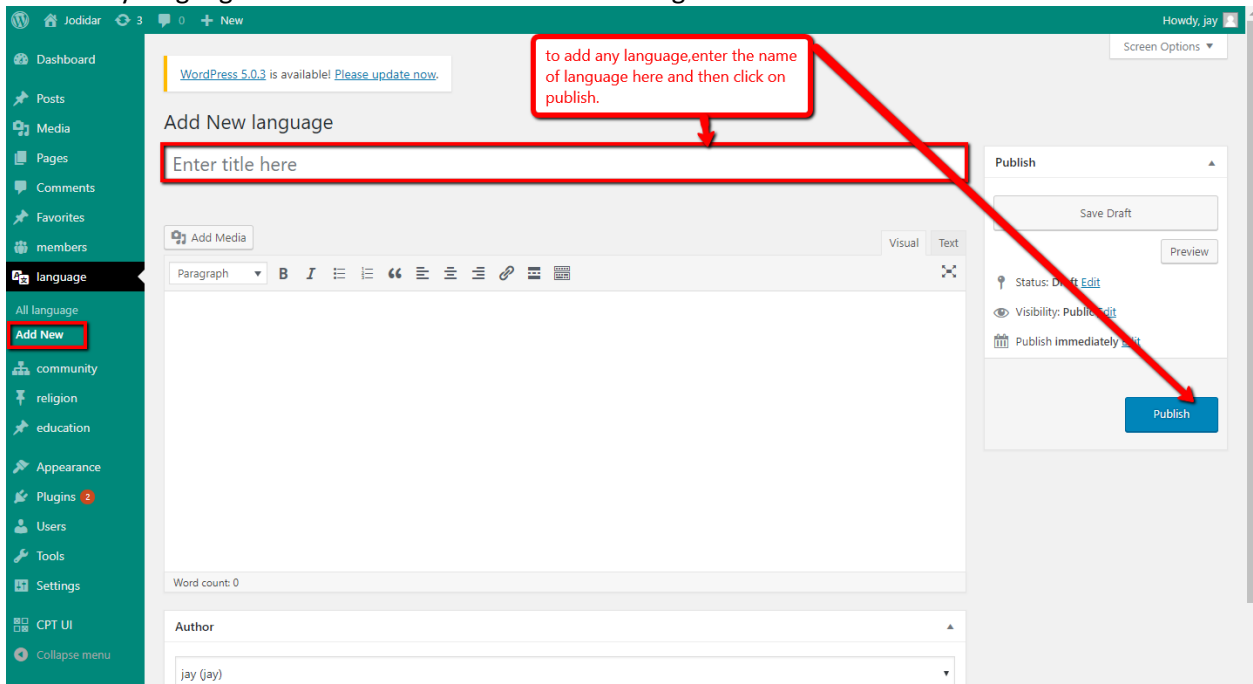 Jodidar 3 0 + New Howdy, jay
Screen Options
Dashboard
Posts
Media
Pages
Comments
Favorites
members
language
All language
Add New
community
religion
education
Appearance
Plugins 2
Users
Tools
Settings
CPT UI
Collapse menu
WordPress 5.0.3 is available! Please update now.
to add any language,enter the name
of language here and then click on
publish.
Add New language
Enter title here
Add Media
Visual Text
Paragraph B I
Word count: 0
Author
jay (jay)
Publish
Save Draft
Preview
Status: Draft Edit
Visibility: Public Edit
Publish immediately Edit
Publish